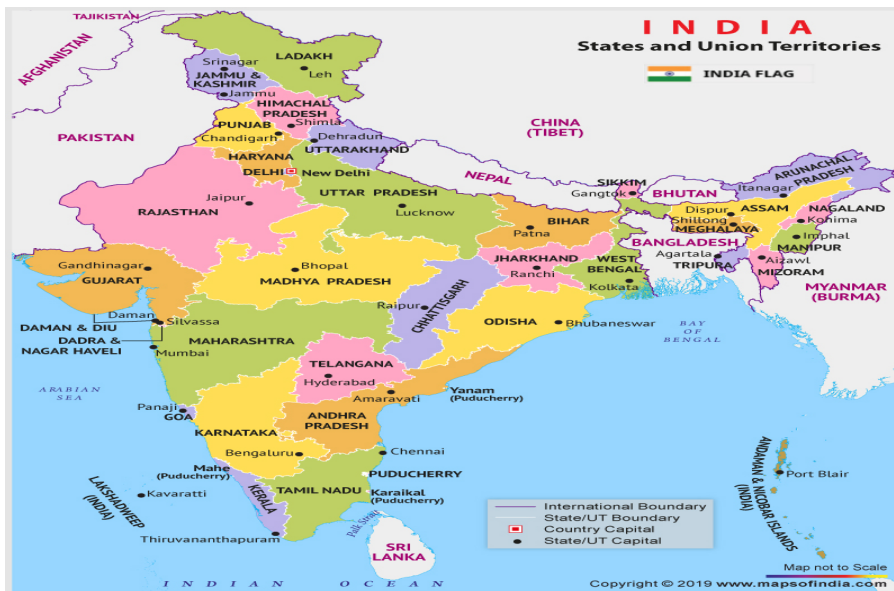 INDIA
States and Union Territories
INDIA FLAG
TAJIKISTAN
AFGHANISTAN
PAKISTAN
CHINA
(TIBET)
NEPAL
BHUTAN
BANGLADESH
MYANMAR
(BURMA)
SRI
LANKA
LADAKH
Leh
Srinagar
JAMMU &
KASHMIR
Jammu
HIMACHAL
PRADESH
Shimla
PUNJAB
Chandigarh
Dehradun
UTTARAKHAND
HARYANA
DELHI
New Delhi
UTTAR PRADESH
Lucknow
Jaipur
RAJASTHAN
BIHAR
Patna
SIKKIM
Gangtok
ARUNACHAL
PRADESH
Itanagar
Dispur
ASSAM
Shillong
MEGHALAYA
NAGALAND
Kohima
Imphal
MANIPUR
Agartala
TRIPURA
Aizawl
MIZORAM
Gandhinagar
GUJARAT
Bhopal
MADHYA PRADESH
JHARKHAND
Ranchi
WEST
BENGAL
Kolkata
Raipur
CHHATTISGARH
ODISHA
Bhubaneswar
Daman
DAMAN & DIU
Silvassa
DADRA &
NAGAR HAVELI
MAHARASHTRA
Mumbai
TELANGANA
Hyderabad
Amaravati
Yanam
(Puducherry)
ANDHRA
PRADESH
Panaji
GOA
KARNATAKA
Bengaluru
Chennai
Mahe
(Puducherry)
PUDUCHERRY
TAMIL NADU
Karaikal
(Puducherry)
KERALA
Thiruvananthapuram
LAKSHADWEEP
(INDIA)
Kavaratti
ANDAMAN & NICOBAR ISLANDS
(INDIA)
Port Blair
ARABIAN
SEA
BAY
OF
BENGAL
Palk Strait
INDIAN OCEAN
International Boundary
State/UT Boundary
Country Capital
State/UT Capital
Map not to Scale
Copyright © 2019 www.mapsofindia.com